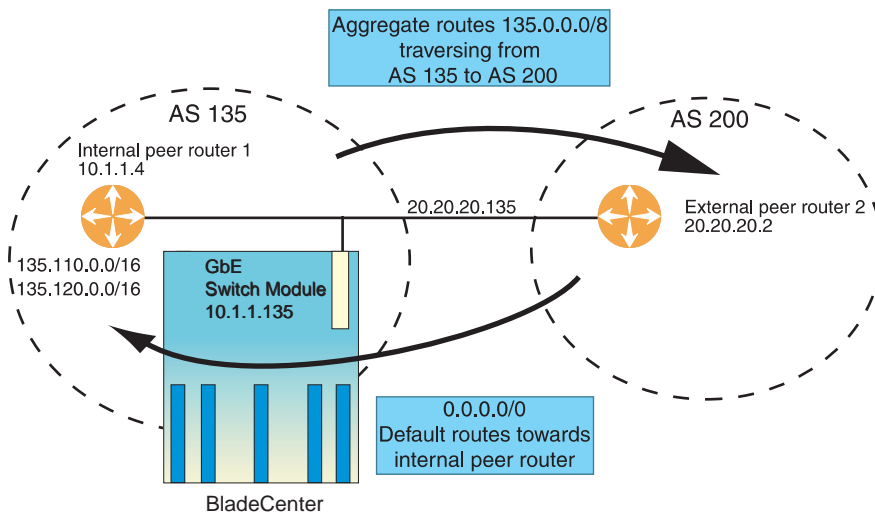 Aggregate routes 135.0.0.0/8
traversing from
AS 135 to AS 200
AS 135
AS 200
Internal peer router 1
10.1.1.4
20.20.20.135
External peer router 2
20.20.20.2
135.110.0.0/16
135.120.0.0/16
GbE
Switch Module
10.1.1.135
0.0.0.0/0
Default routes towards
internal peer router
BladeCenter